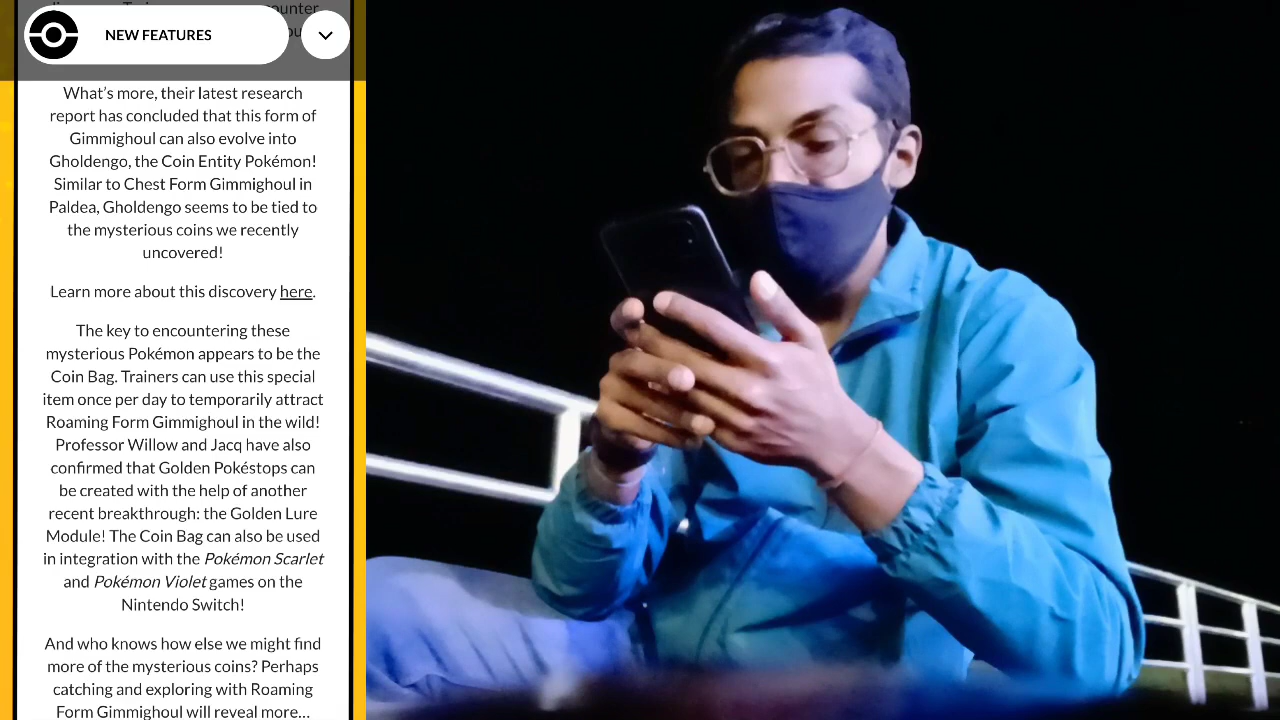 NEW FEATURES
What's more, their latest research
report has concluded that this form of
Gimmighoul can also evolve into
Gholdengo, the Coin Entity Pokémon!
Similar to Chest Form Gimmighoul in
Paldea, Gholdengo seems to be tied to
the mysterious coins we recently
uncovered!
Learn more about this discovery here.
The key to encountering these
mysterious Pokémon appears to be the
Coin Bag. Trainers can use this special
item once per day to temporarily attract
Roaming Form Gimmighoul in the wild!
Professor Willow and Jacq have also
confirmed that Golden Pokéstops can
be created with the help of another
recent breakthrough: the Golden Lure
Module! The Coin Bag can also be used
in integration with the Pokémon Scarlet
and Pokémon Violet games on the
Nintendo Switch!
And who knows how else we might find
more of the mysterious coins? Perhaps
catching and exploring with Roaming
Form Gimmighoul will reveal more...